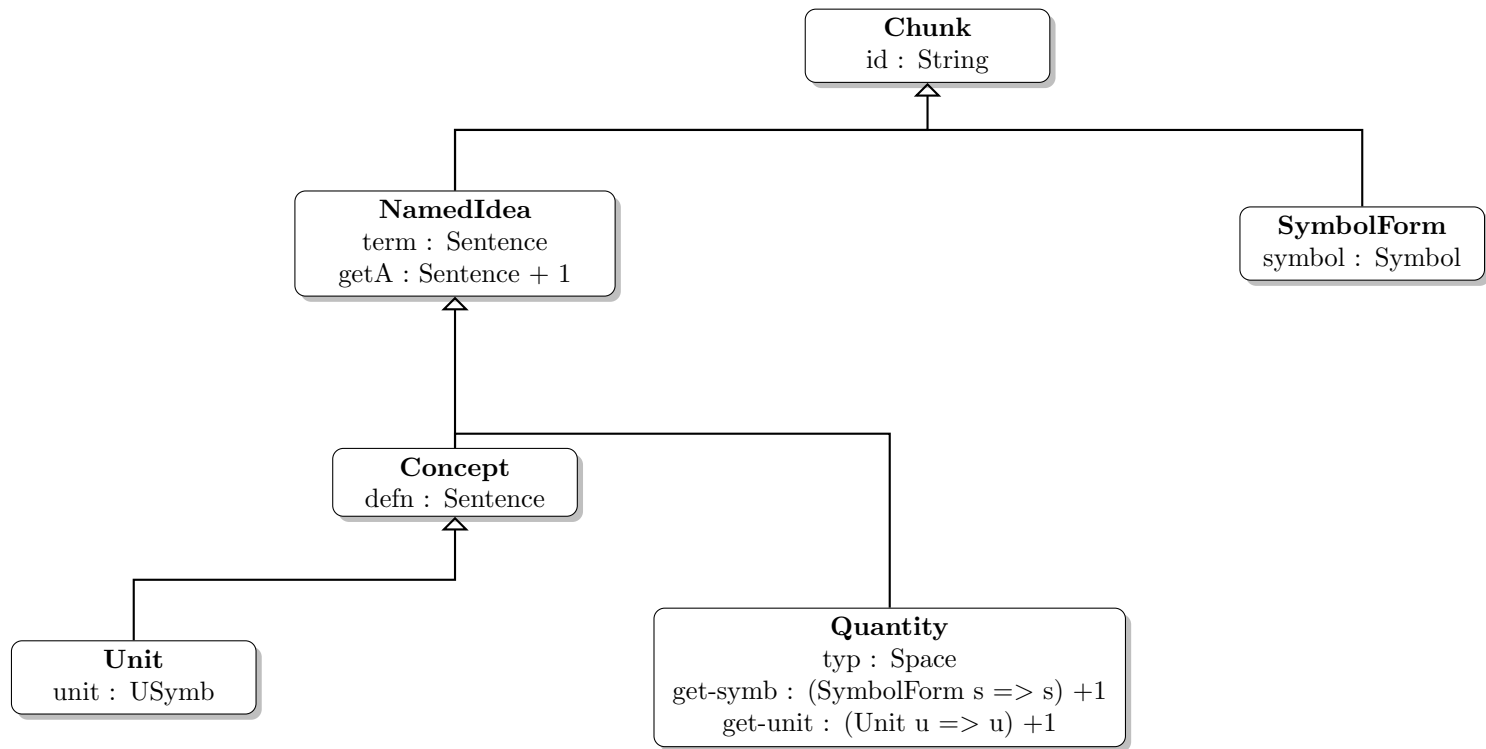 Chunk
id : String
NamedIdea
term : Sentence
getA : Sentence + 1
SymbolForm
symbol : Symbol
Concept
defn : Sentence
Unit
unit : USymb
Quantity
typ : Space
get-symb : (SymbolForm s => s) +1
get-unit : (Unit u => u) +1